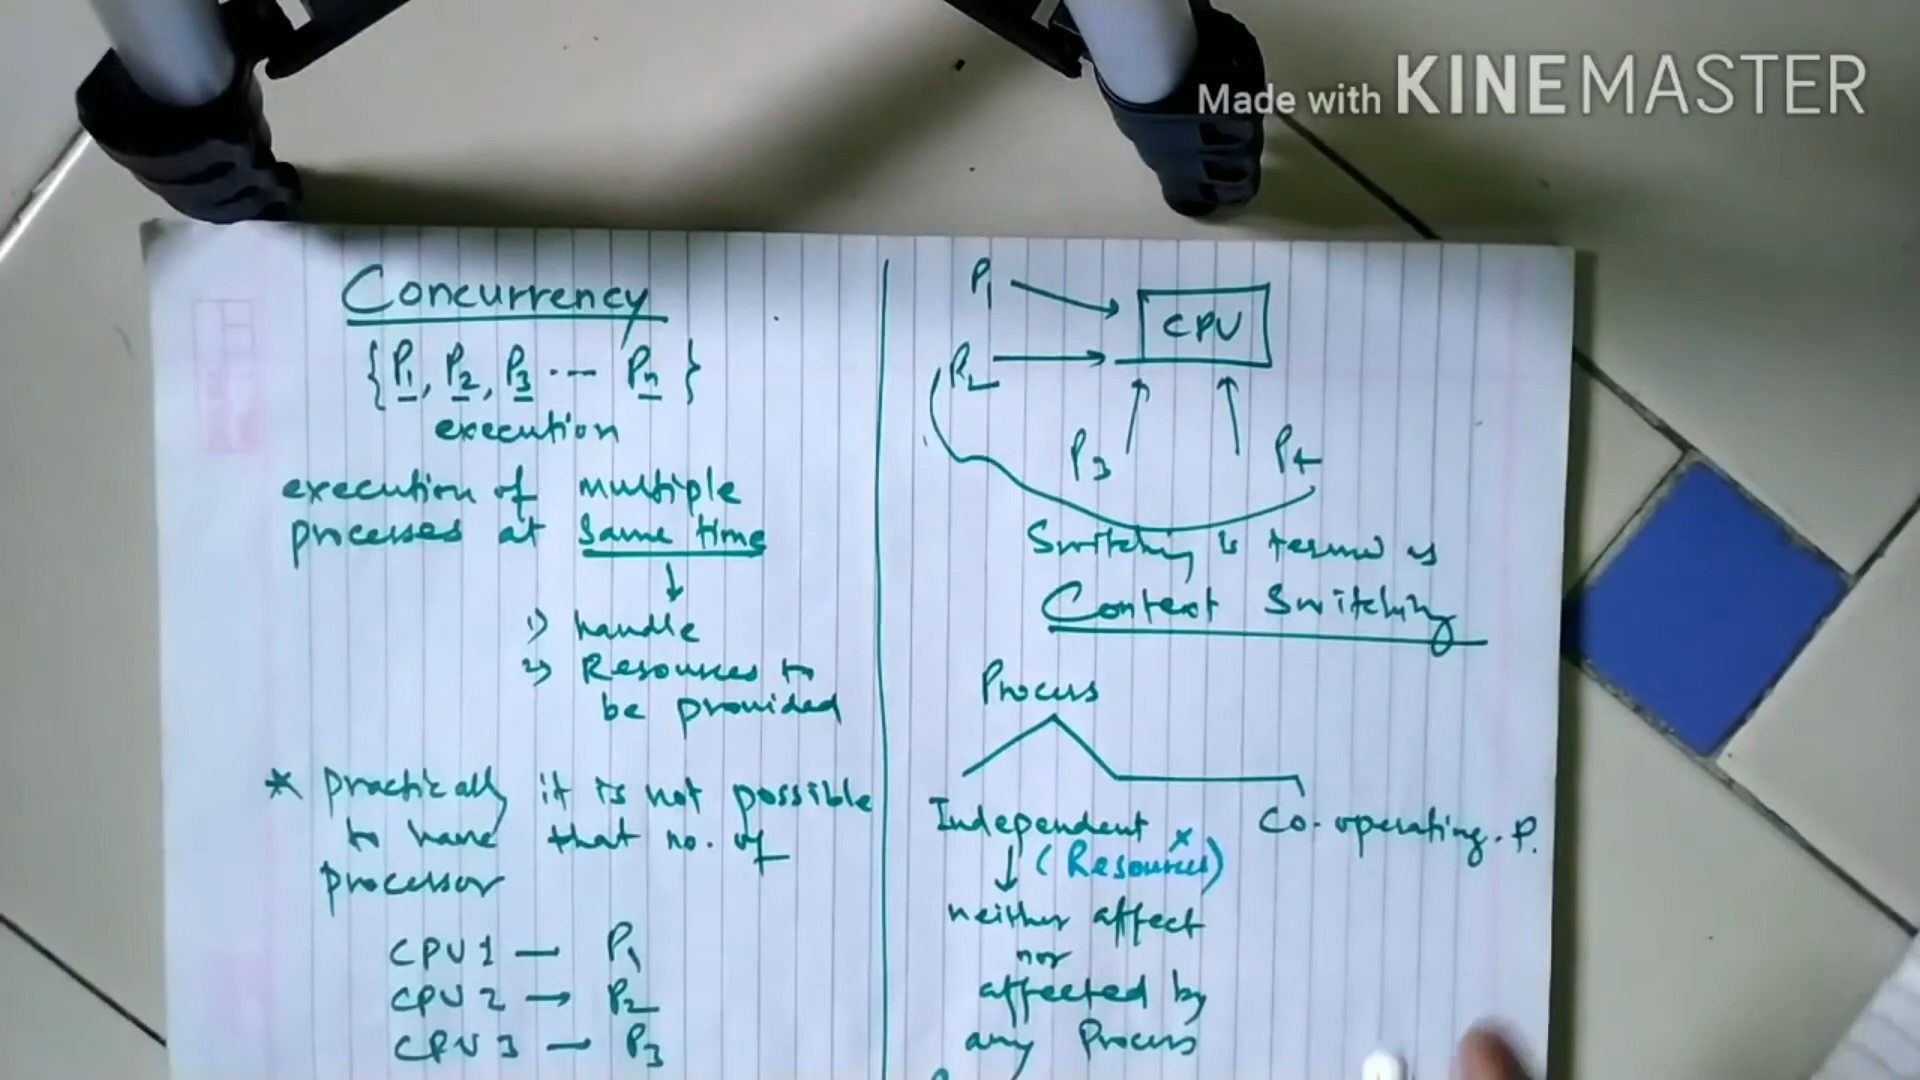 Made with KINEMASTER
Concurrency
{P1, P2, P3 --- Pn}
execution
execution of multiple
processes at same time
1) handle
2) Resources to
be provided
* practically it is not possible
to have that no. of
processor
CPU 1 — P1
CPU 2 → P2
CPU 3 — P3
P1
CPU
P2
P3
P4
Switching is termed as
Context Switching
Process
Independent
Co-operating. P.
(Resources)
x
neither affect
nor
affected by
any Process